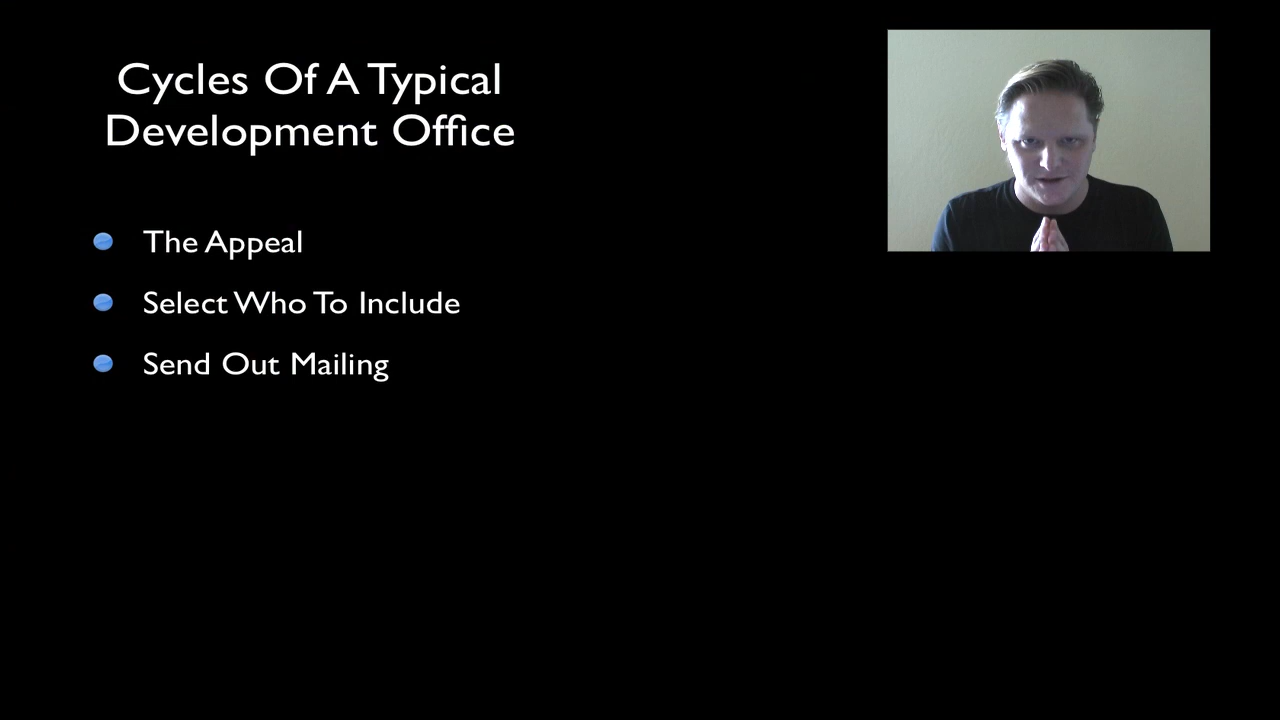 Cycles Of A Typical
Development Office
The Appeal
Select Who To Include
Send Out Mailing